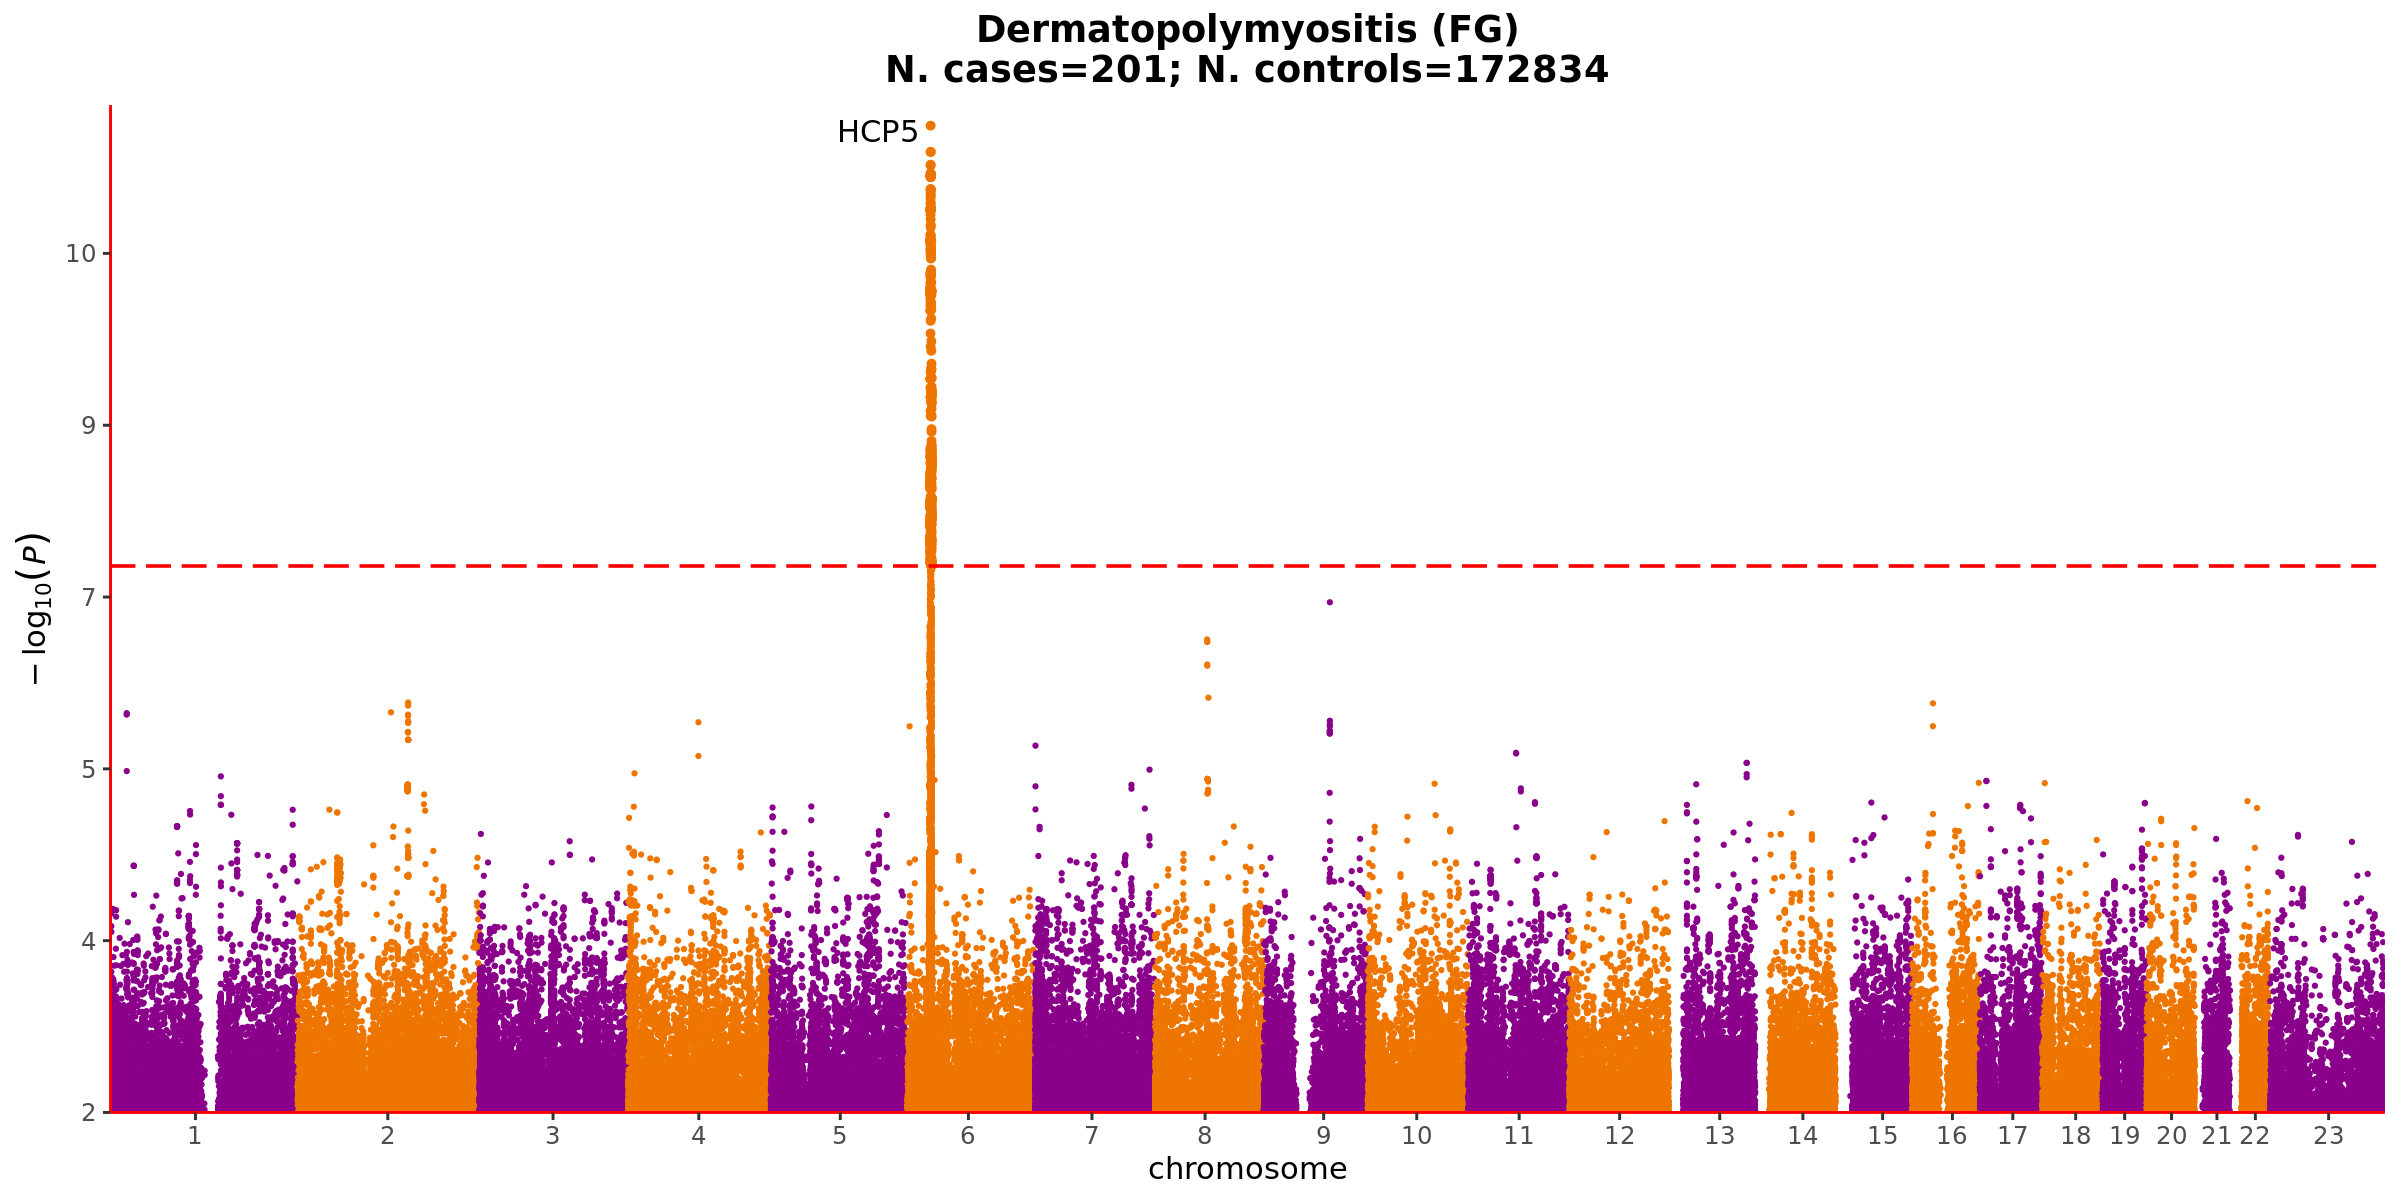 Dermatopolymyositis (FG)
N. cases=201; N. controls=172834
HCP5
10
9
7
5
4
2
−log₁₀(P)
1 2 3 4 5 6 7 8 9 10 11 12 13 14 15 16 17 18 19 20 21 22 23
chromosome